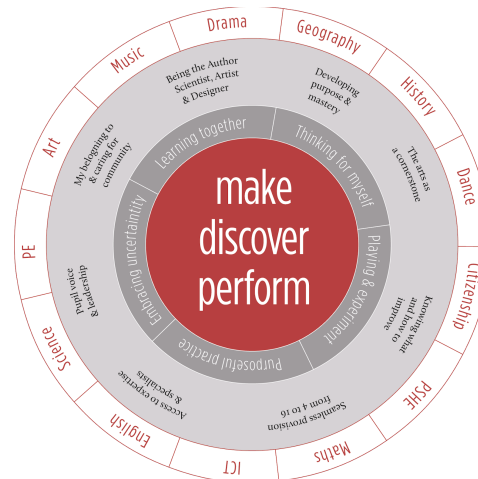 Drama
Geography
History
Dance
Citizenship
PSHE
Maths
ICT
English
Science
PE
Art
Music
Being the Author
Scientist, Artist
& Designer
Developing
purpose &
mastery
The arts as
a cornerstone
Knowing what
and how to
improve
Seamless provision
from 4 to 16
Access to expertise
& specialists
Pupil voice
& leadership
My belogning to
& caring for
community
Learning together
Thinking for myself
Playing & experiment
Purposeful practice
Embracing uncertaintity
make
discover
perform